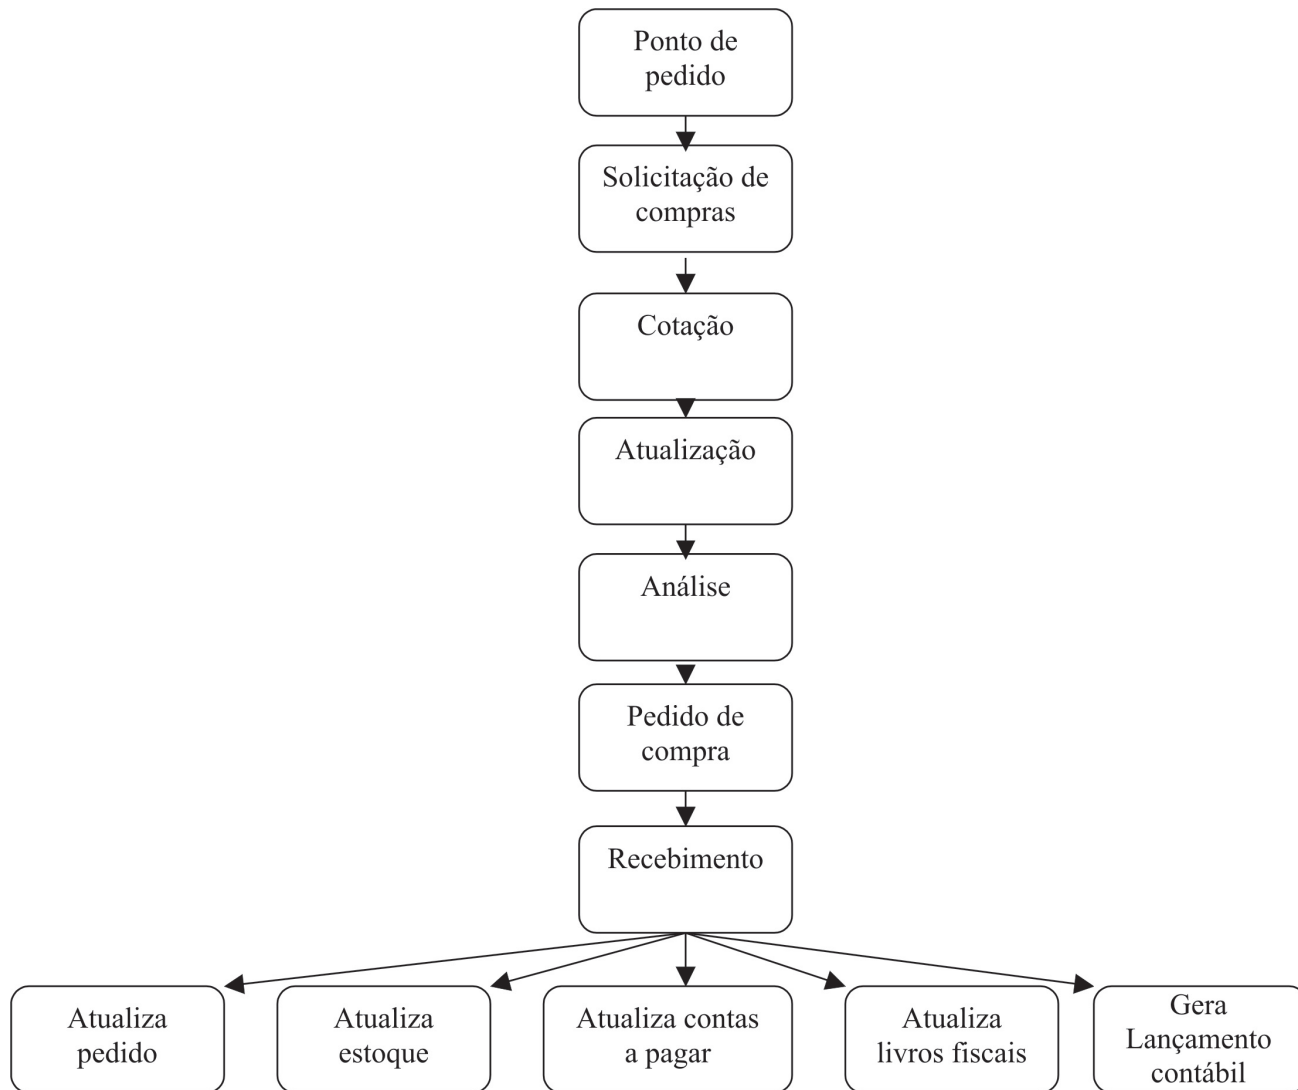 Ponto de
pedido
Solicitação de
compras
Cotação
Atualização
Análise
Pedido de
compra
Recebimento
Atualiza
pedido
Atualiza
estoque
Atualiza contas
a pagar
Atualiza
livros fiscais
Gera
Lançamento
contábil